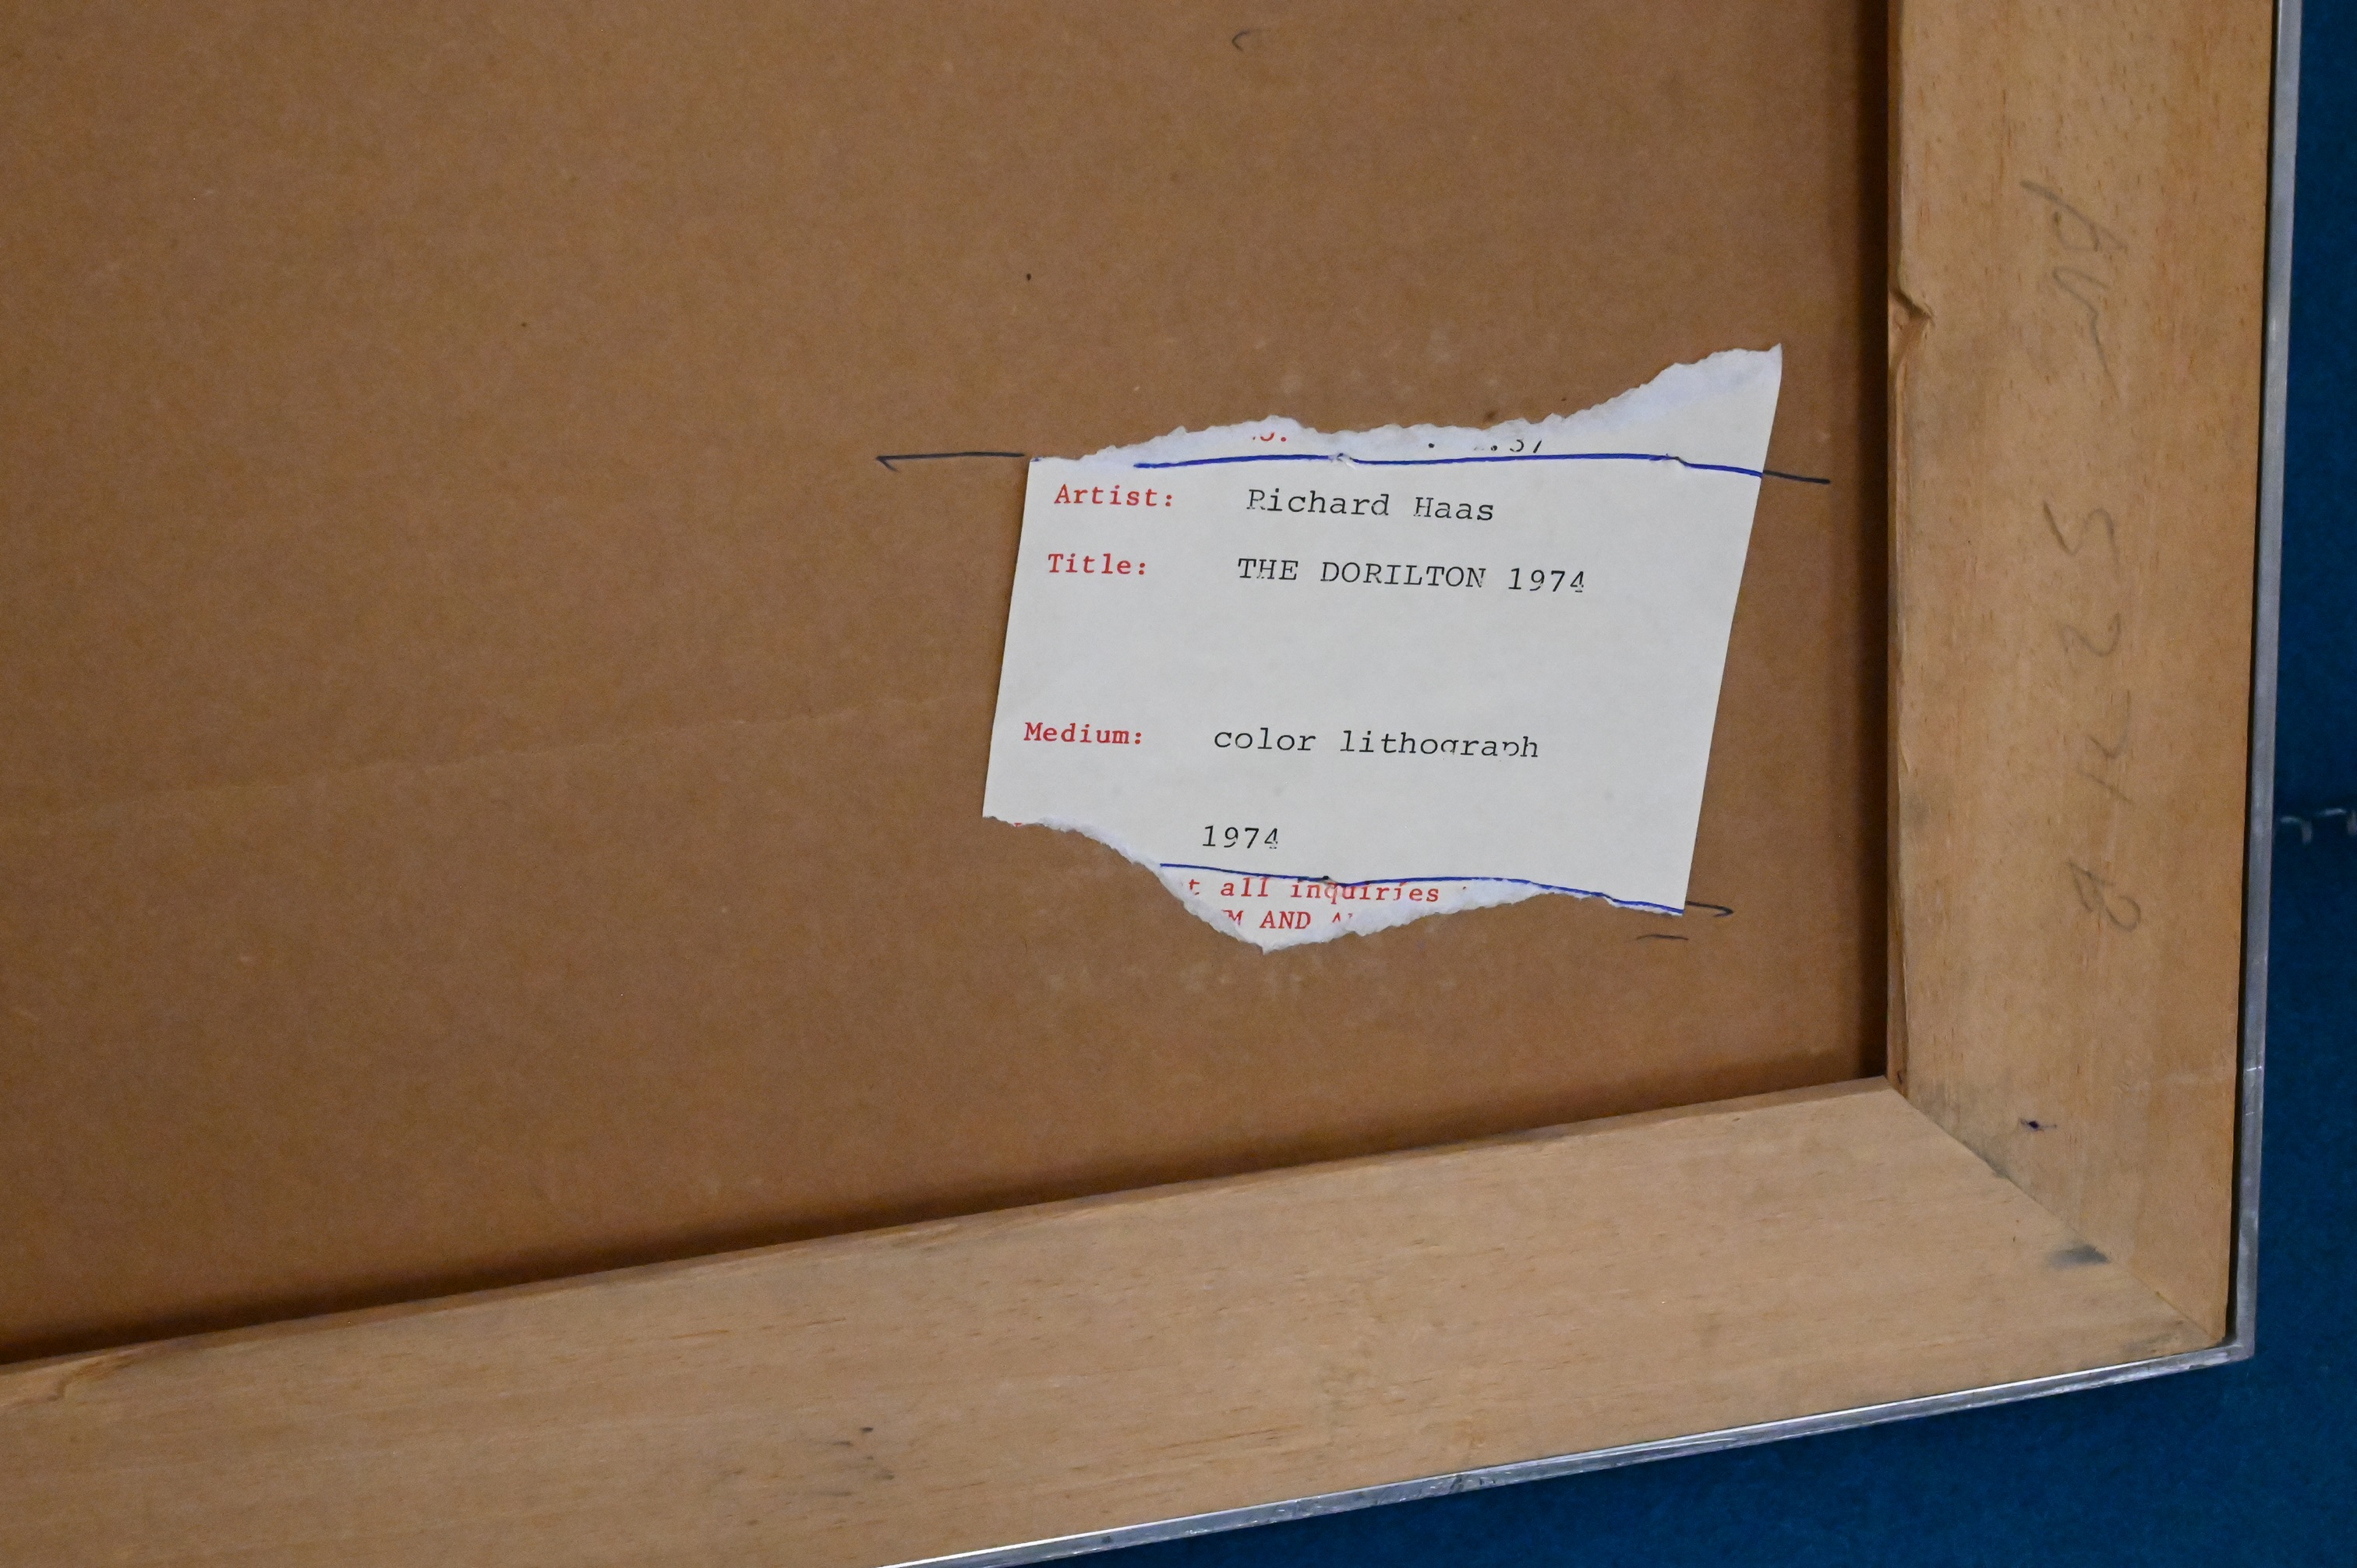 Artist: Richard Haas
Title: THE DORILTON 1974
Medium: color lithograph
1974
all inquiries
AND